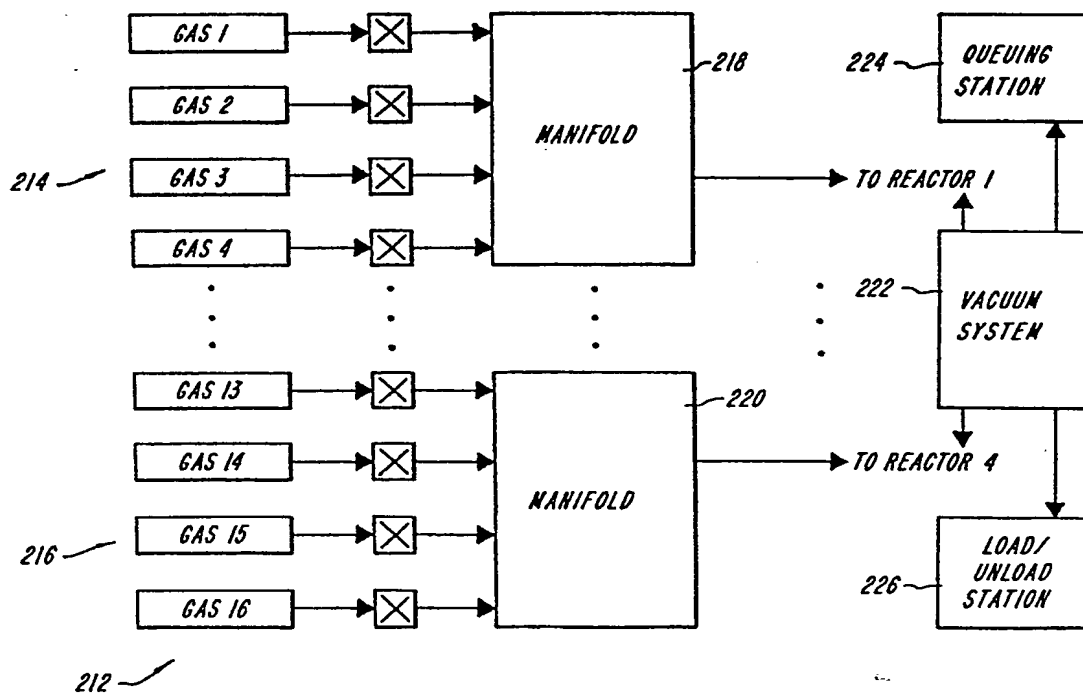 GAS 1
GAS 2
GAS 3
GAS 4
214
MANIFOLD
218
TO REACTOR 1
224
QUEUING
STATION
222
VACUUM
SYSTEM
GAS 13
GAS 14
GAS 15
GAS 16
216
212
MANIFOLD
220
TO REACTOR 4
226
LOAD/
UNLOAD
STATION